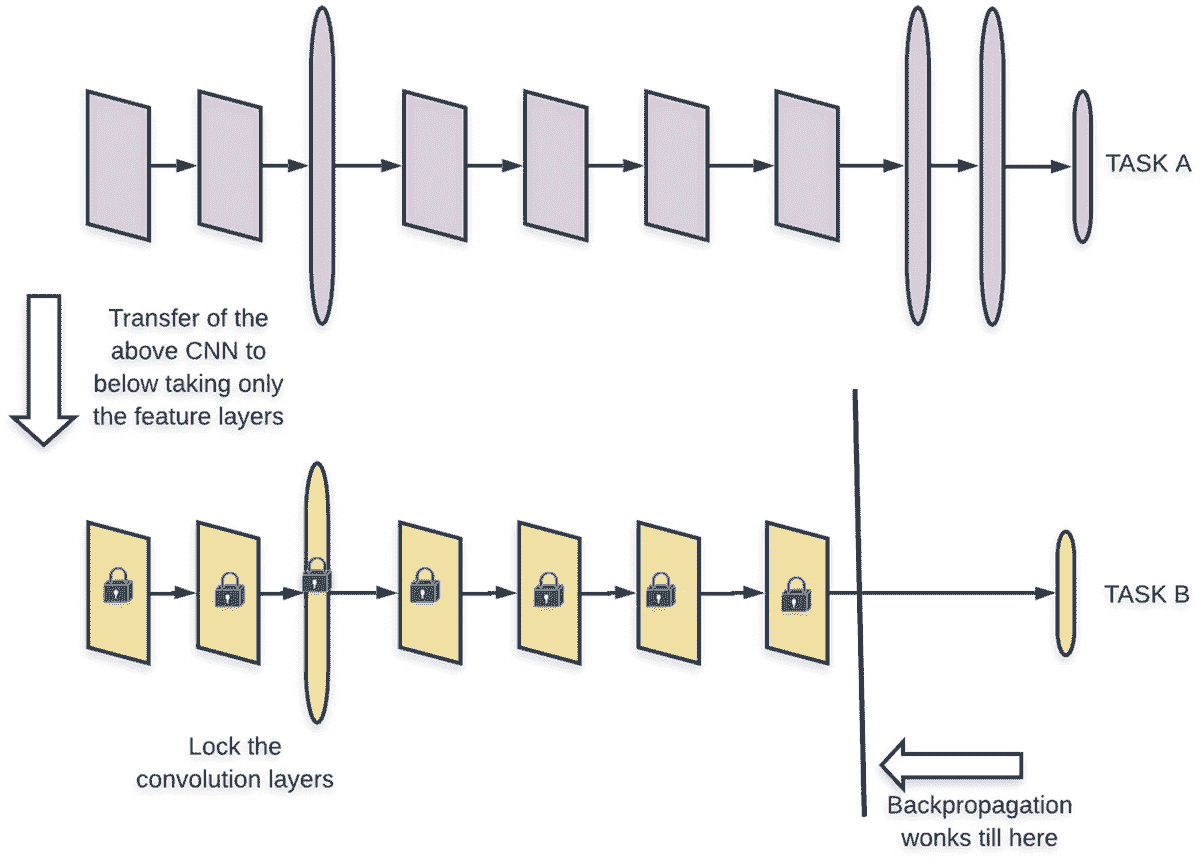 TASK A
Transfer of the
above CNN to
below taking only
the feature layers
TASK B
Lock the
convolution layers
Backpropagation
wonks till here